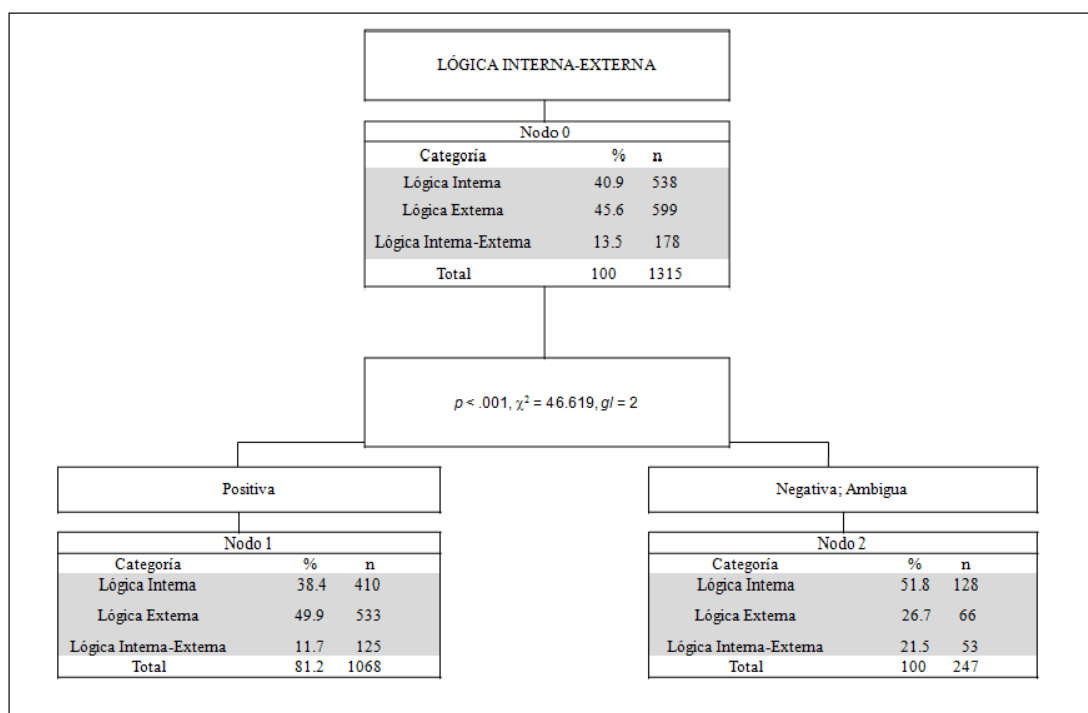 LÓGICA INTERNA-EXTERNA
Nodo 0
Categoría % n
Lógica Interna 40.9 538
Lógica Externa 45.6 599
Lógica Interna-Externa 13.5 178
Total 100 1315
p < .001, χ² = 46.619, gl = 2
Positiva
Nodo 1
Categoría % n
Lógica Interna 38.4 410
Lógica Externa 49.9 533
Lógica Interna-Externa 11.7 125
Total 81.2 1068
Negativa; Ambigua
Nodo 2
Categoría % n
Lógica Interna 51.8 128
Lógica Externa 26.7 66
Lógica Interna-Externa 21.5 53
Total 100 247